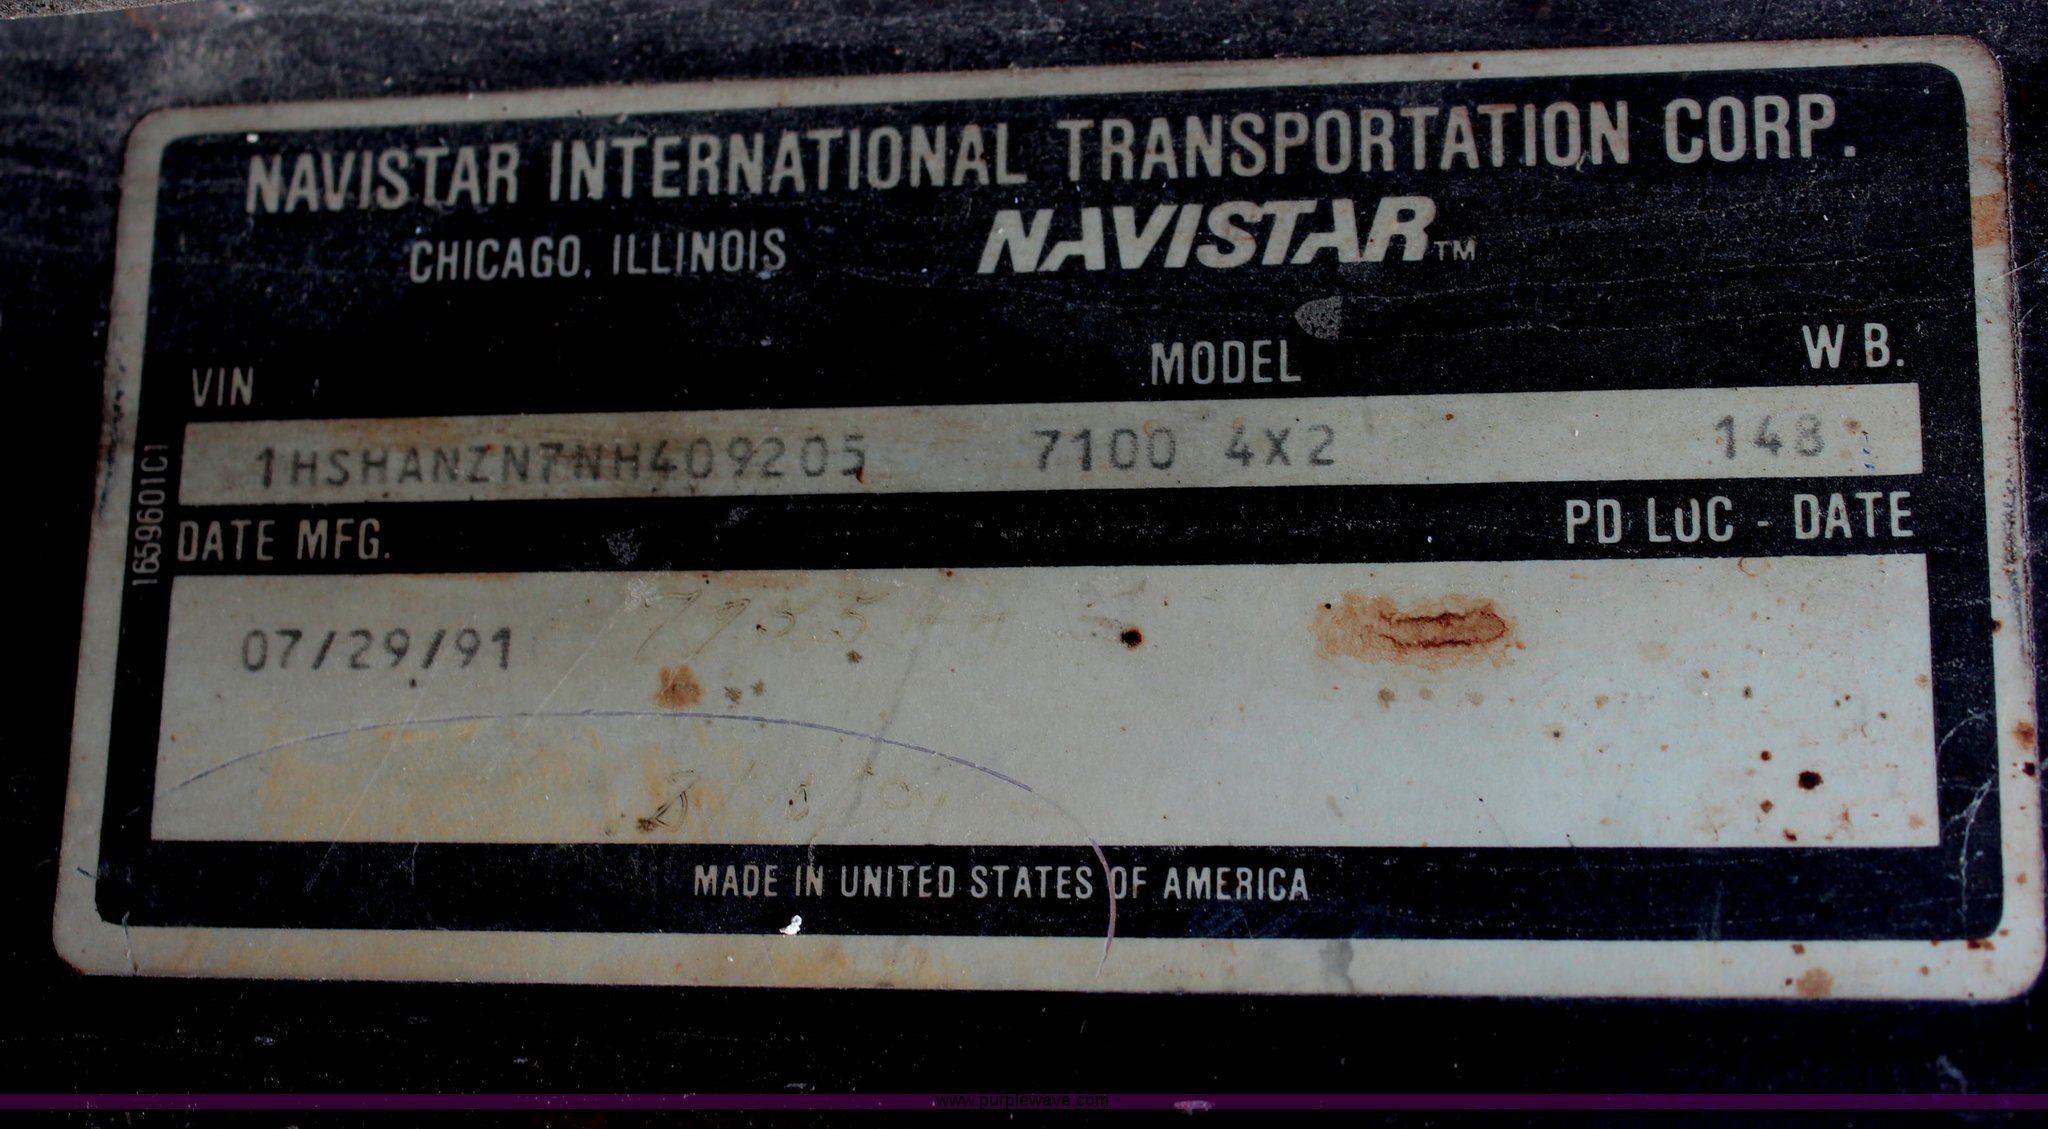 NAVISTAR INTERNATIONAL TRANSPORTATION CORP.
CHICAGO, ILLINOIS NAVISTAR™
VIN MODEL W B.
1HSHANZN7NH409205 7100 4X2 148
DATE MFG. PD LOC - DATE
07/29/91
MADE IN UNITED STATES OF AMERICA
1659601C1
www.purplewave.com